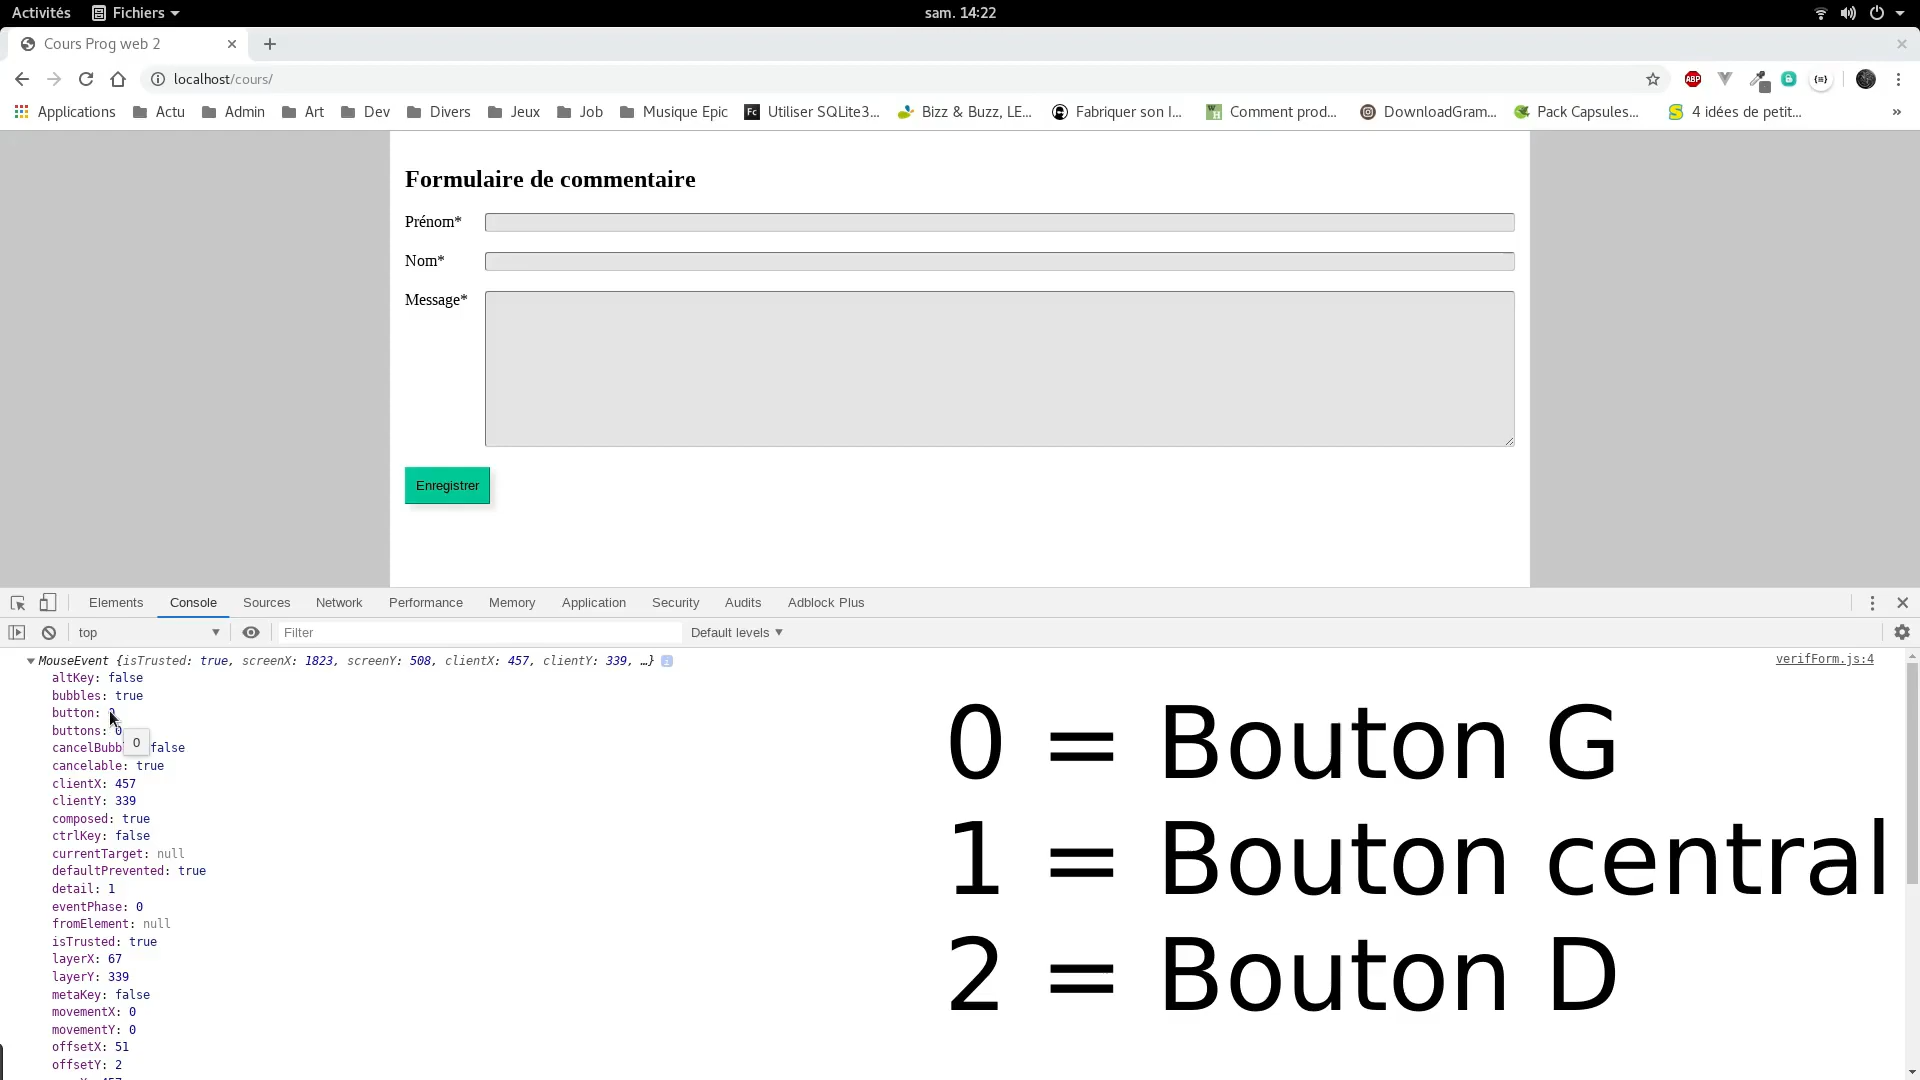 Activités Fichiers sam. 14:22
Cours Prog web 2
localhost/cours/
ABP
Applications Actu Admin Art Dev Divers Jeux Job Musique Epic Fc Utiliser SQLite3... Bizz & Buzz, LE... Fabriquer son I... Comment prod... DownloadGram... Pack Capsules... 4 idées de petit... »
Formulaire de commentaire
Prénom*
Nom*
Message*
Enregistrer
Elements Console Sources Network Performance Memory Application Security Audits Adblock Plus
top Filter Default levels
MouseEvent {isTrusted: true, screenX: 1823, screenY: 508, clientX: 457, clientY: 339, …} verifForm.js:4
altKey: false
bubbles: true
button:
buttons: 0
0
false
cancelable: true
clientX: 457
clientY: 339
composed: true
ctrlKey: false
currentTarget: null
defaultPrevented: true
detail: 1
eventPhase: 0
fromElement: null
isTrusted: true
layerX: 67
layerY: 339
metaKey: false
movementX: 0
movementY: 0
offsetX: 51
offsetY: 2
0 = Bouton G
1 = Bouton central
2 = Bouton D